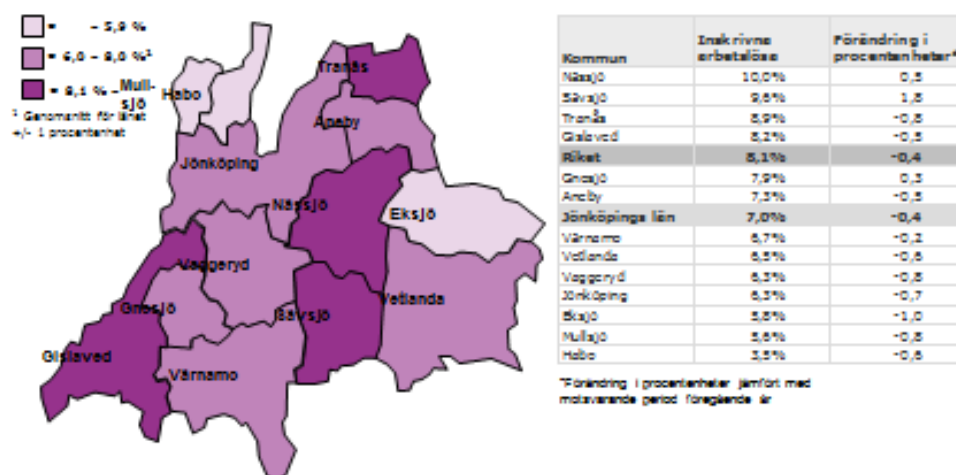 = – 5,9 %
= 6,0 – 8,0 %¹
= 8,1 % –
Mull-
sjö
Habo
¹ Genomsnitt för länet
+/- 1 procentenhet
Tranås
Aneby
Jönköping
Nässjö
Eksjö
Vaggeryd
Gnosjö
Sävsjö
Vetlanda
Gislaved
Värnamo
Kommun Inskrivna arbetslösa Förändring i procentenheter*
Nässjö 10,0% 0,5
Sävsjö 9,6% 1,8
Tranås 8,9% -0,8
Gislaved 8,2% -0,5
Riket 8,1% -0,4
Gnosjö 7,9% 0,3
Aneby 7,3% -0,5
Jönköpings län 7,0% -0,4
Värnamo 6,7% -0,2
Vetlanda 6,5% -0,6
Vaggeryd 6,3% -0,8
Jönköping 6,3% -0,7
Eksjö 5,8% -1,0
Mullsjö 5,6% -0,8
Habo 3,5% -0,6
*Förändring i procentenheter jämfört med
motsvarande period föregående år